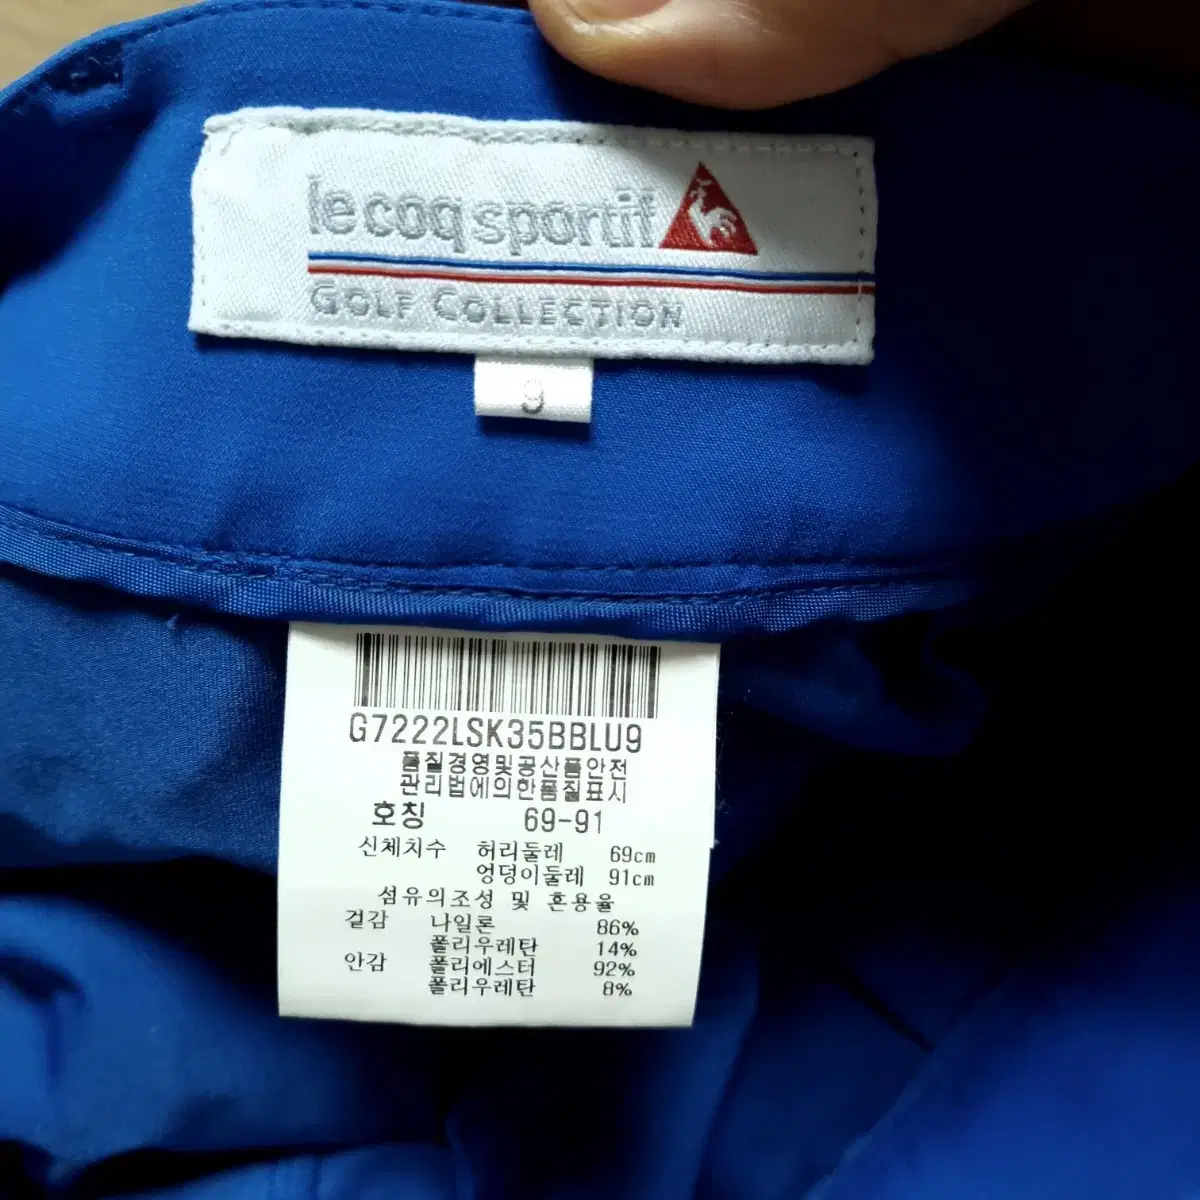 le coq sportif
GOLF COLLECTION
9
G7222LSK35BBLU9
품질경영및공산품안전
관리법에의한품질표시
호칭 69-91
신체치수 허리둘레 69cm
엉덩이둘레 91cm
섬유의조성 및 혼용율
겉감 나일론 86%
폴리우레탄 14%
안감 폴리에스터 92%
폴리우레탄 8%